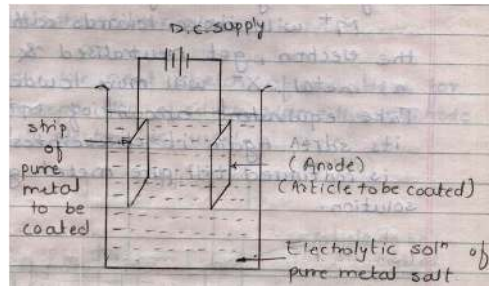 D.C. supply
strip
of
pure
metal
to be
coated
(Anode)
(Article to be coated)
Electrolytic solⁿ of
pure metal salt